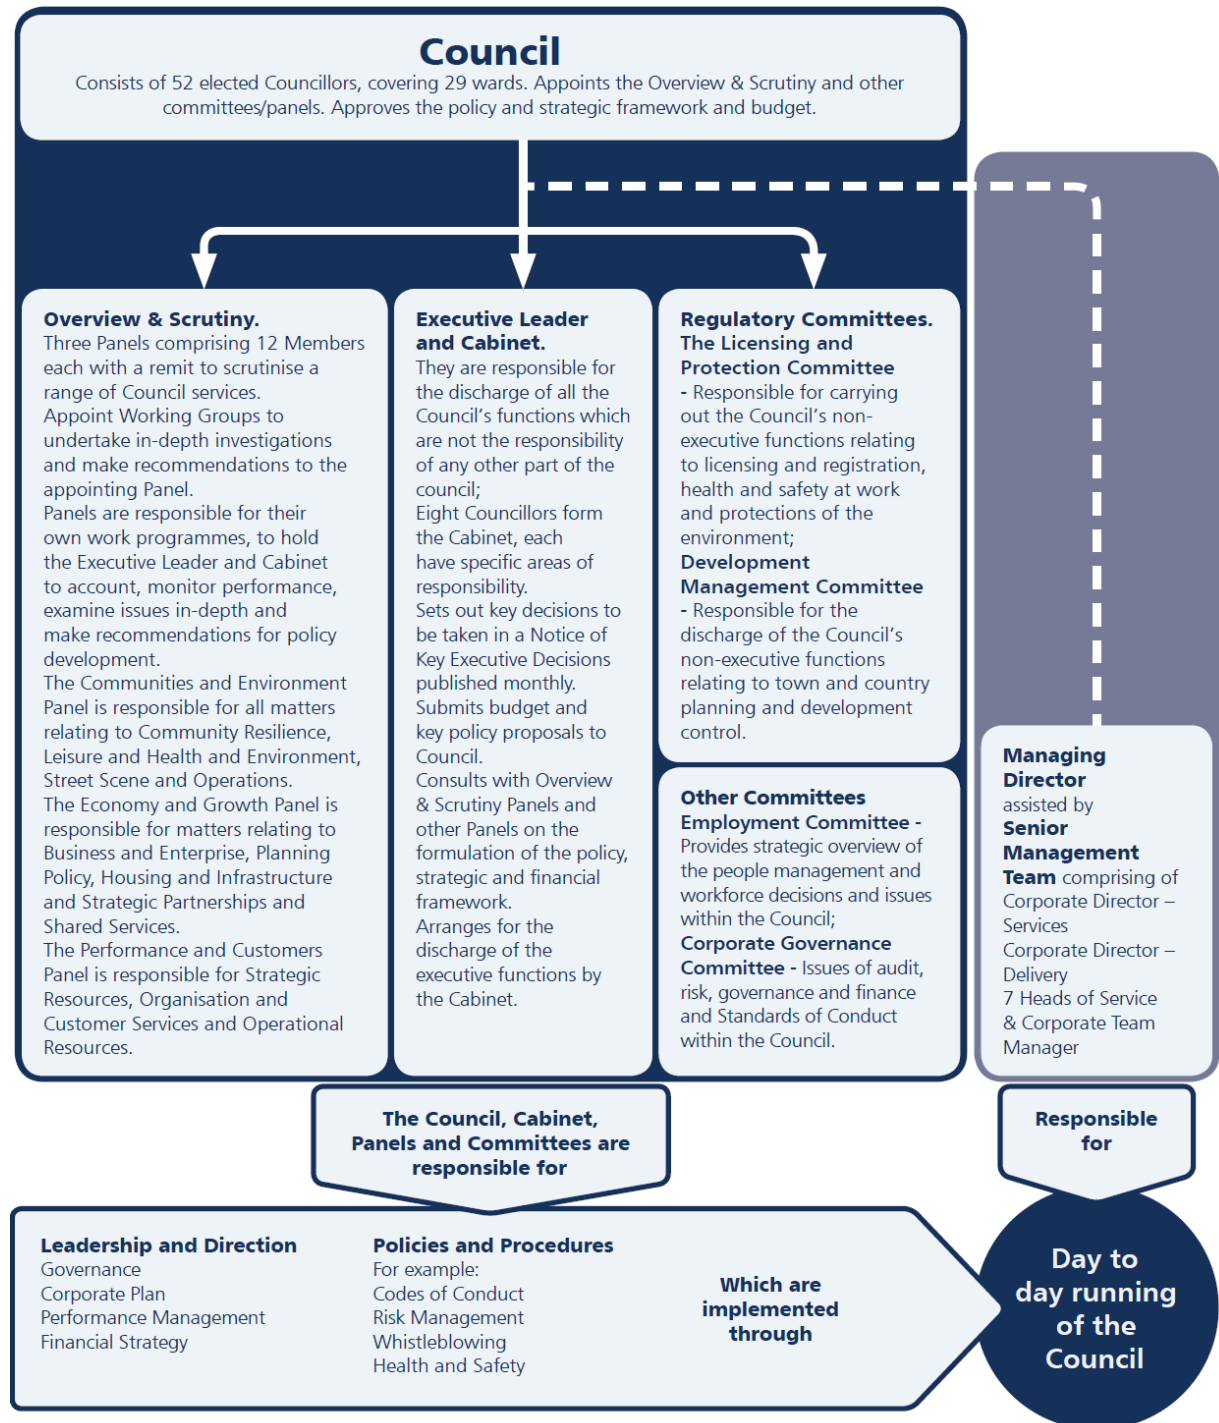 Council
Consists of 52 elected Councillors, covering 29 wards. Appoints the Overview & Scrutiny and other
committees/panels. Approves the policy and strategic framework and budget.
Overview & Scrutiny.
Three Panels comprising 12 Members
each with a remit to scrutinise a
range of Council services.
Appoint Working Groups to
undertake in-depth investigations
and make recommendations to the
appointing Panel.
Panels are responsible for their
own work programmes, to hold
the Executive Leader and Cabinet
to account, monitor performance,
examine issues in-depth and
make recommendations for policy
development.
The Communities and Environment
Panel is responsible for all matters
relating to Community Resilience,
Leisure and Health and Environment,
Street Scene and Operations.
The Economy and Growth Panel is
responsible for matters relating to
Business and Enterprise, Planning
Policy, Housing and Infrastructure
and Strategic Partnerships and
Shared Services.
The Performance and Customers
Panel is responsible for Strategic
Resources, Organisation and
Customer Services and Operational
Resources.
Executive Leader
and Cabinet.
They are responsible for
the discharge of all the
Council's functions which
are not the responsibility
of any other part of the
council;
Eight Councillors form
the Cabinet, each
have specific areas of
responsibility.
Sets out key decisions to
be taken in a Notice of
Key Executive Decisions
published monthly.
Submits budget and
key policy proposals to
Council.
Consults with Overview
& Scrutiny Panels and
other Panels on the
formulation of the policy,
strategic and financial
framework.
Arranges for the
discharge of the
executive functions by
the Cabinet.
Regulatory Committees.
The Licensing and
Protection Committee
- Responsible for carrying
out the Council's non-
executive functions relating
to licensing and registration,
health and safety at work
and protections of the
environment;
Development
Management Committee
- Responsible for the
discharge of the Council's
non-executive functions
relating to town and country
planning and development
control.
Other Committees
Employment Committee -
Provides strategic overview of
the people management and
workforce decisions and issues
within the Council;
Corporate Governance
Committee - Issues of audit,
risk, governance and finance
and Standards of Conduct
within the Council.
Managing
Director
assisted by
Senior
Management
Team comprising of
Corporate Director –
Services
Corporate Director –
Delivery
7 Heads of Service
& Corporate Team
Manager
The Council, Cabinet,
Panels and Committees are
responsible for
Responsible
for
Leadership and Direction
Governance
Corporate Plan
Performance Management
Financial Strategy
Policies and Procedures
For example:
Codes of Conduct
Risk Management
Whistleblowing
Health and Safety
Which are
implemented
through
Day to
day running
of the
Council